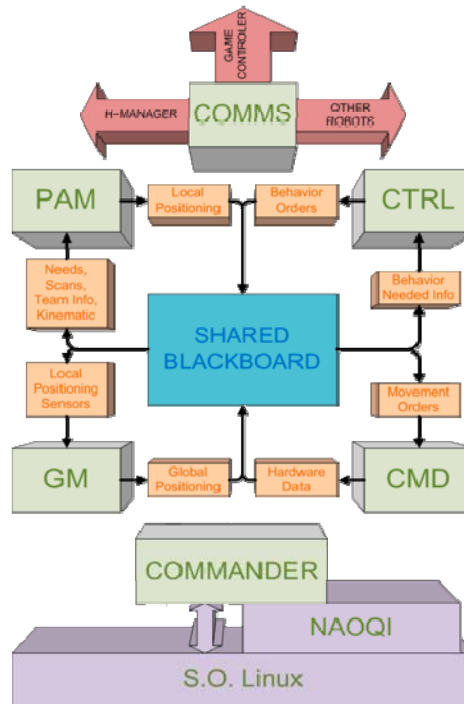 GAME
CONTROLER
H-MANAGER
COMMS
OTHER
ROBOTS
PAM
Local
Positioning
Behavior
Orders
CTRL
Needs,
Scans,
Team Info,
Kinematic
Behavior
Needed Info
SHARED
BLACKBOARD
Local
Positioning
Sensors
Movement
Orders
GM
Global
Positioning
Hardware
Data
CMD
COMMANDER
NAOQI
S.O. Linux